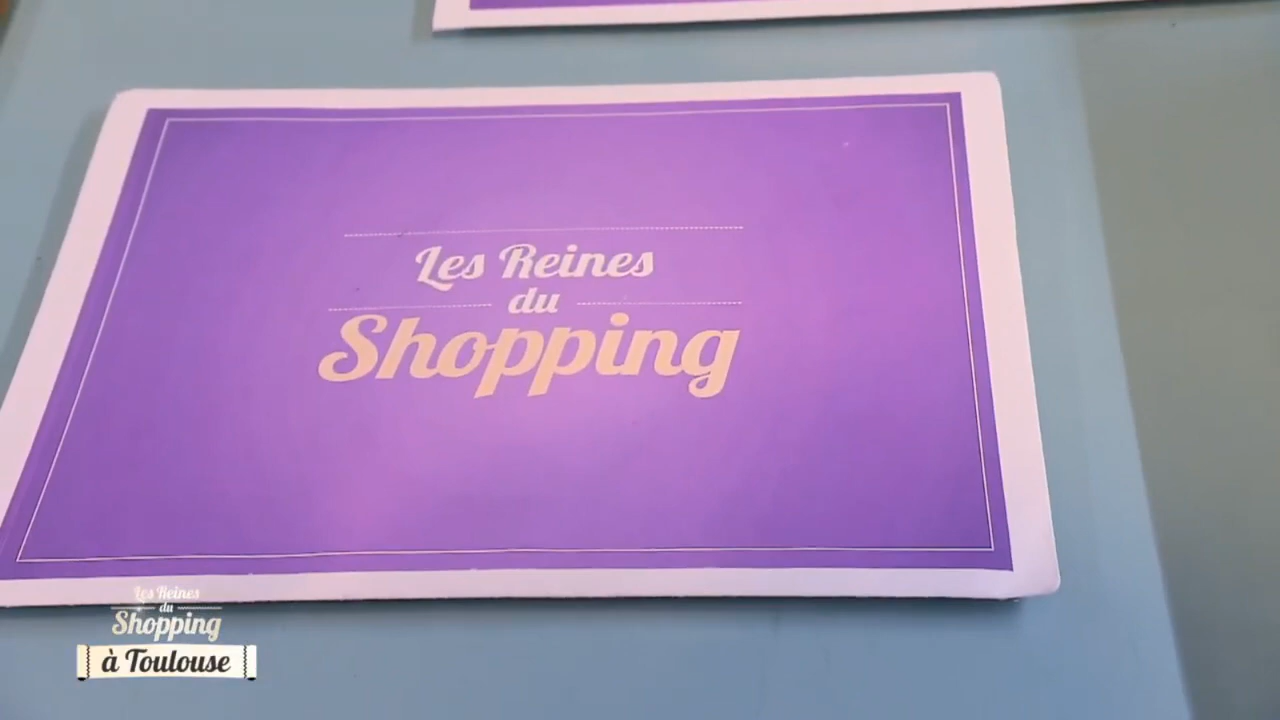 Les Reines
du
Shopping
Les Reines
du
Shopping
à Toulouse